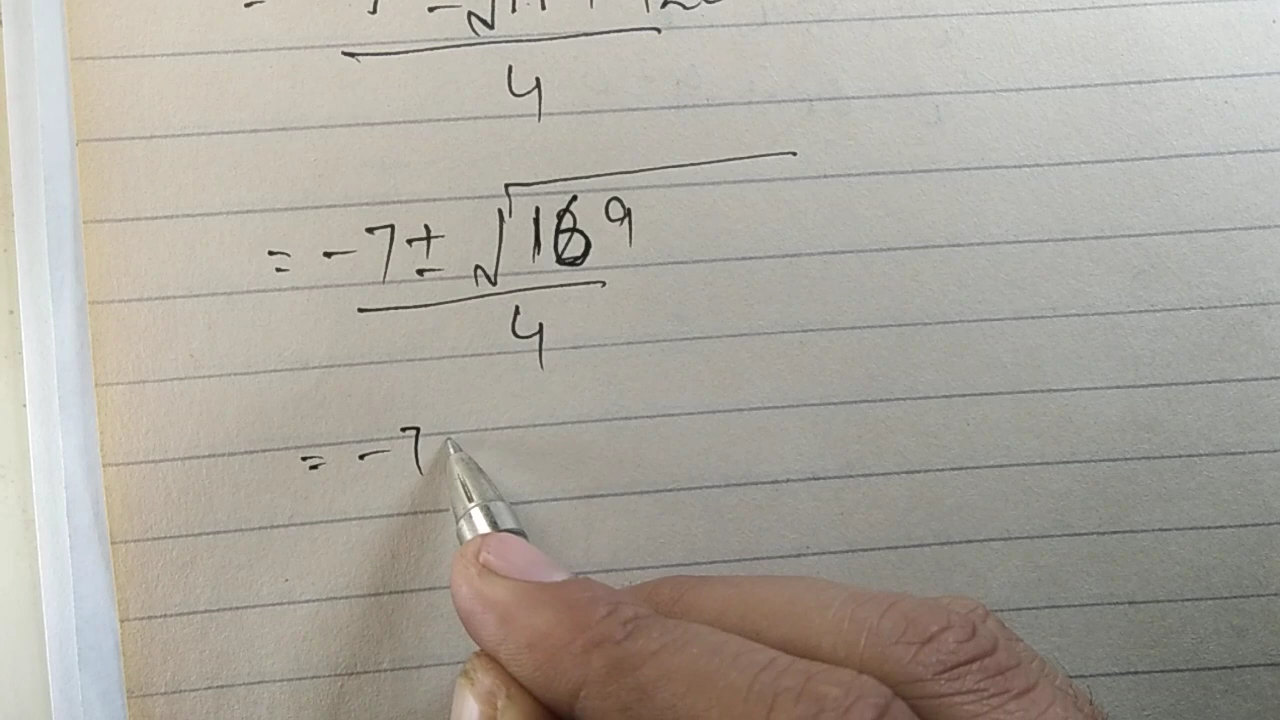 4
= -7 ± √169
4
= -7